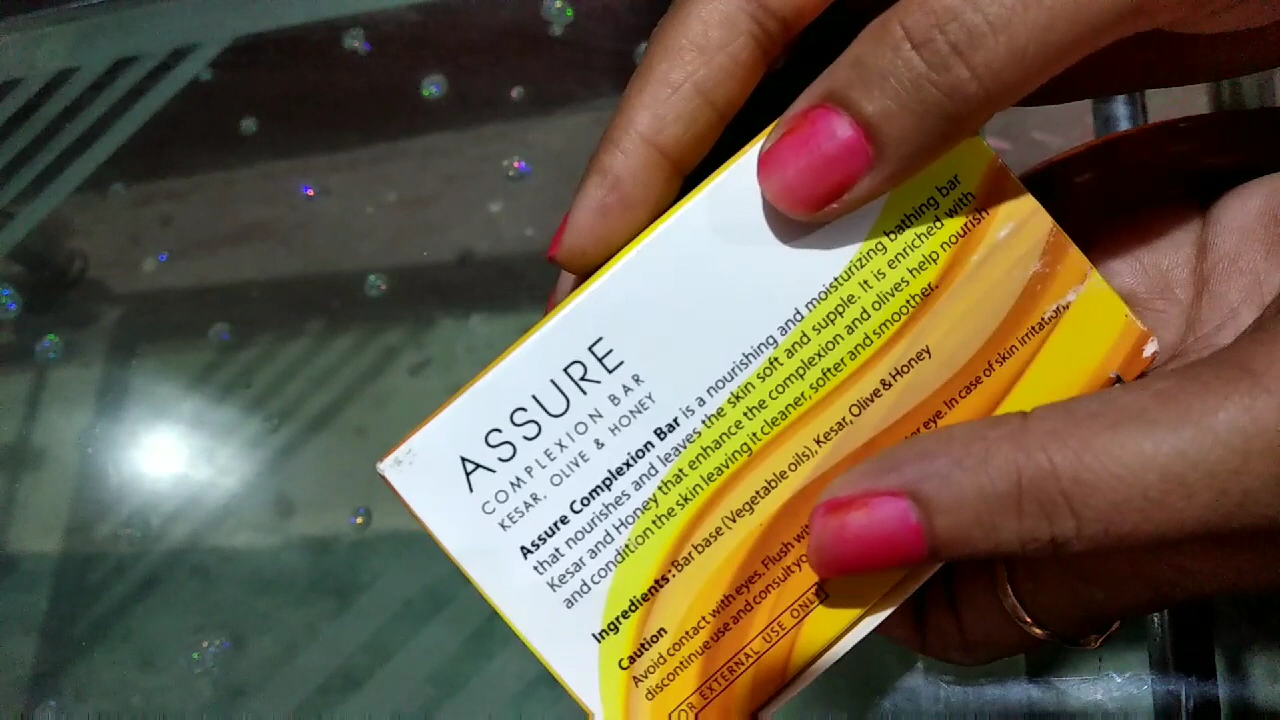 ASSURE
COMPLEXION BAR
KESAR, OLIVE & HONEY
Assure Complexion Bar is a nourishing and moisturizing bathing bar
that nourishes and leaves the skin soft and supple. It is enriched with
Kesar and Honey that enhance the complexion and olives help nourish
and condition the skin leaving it cleaner, softer and smoother.
Ingredients: Bar base (Vegetable oils), Kesar, Olive & Honey
Caution
Avoid contact with eyes. Flush eye. In case of skin irritation,
discontinue use and consult
EXTERNAL USE ONLY